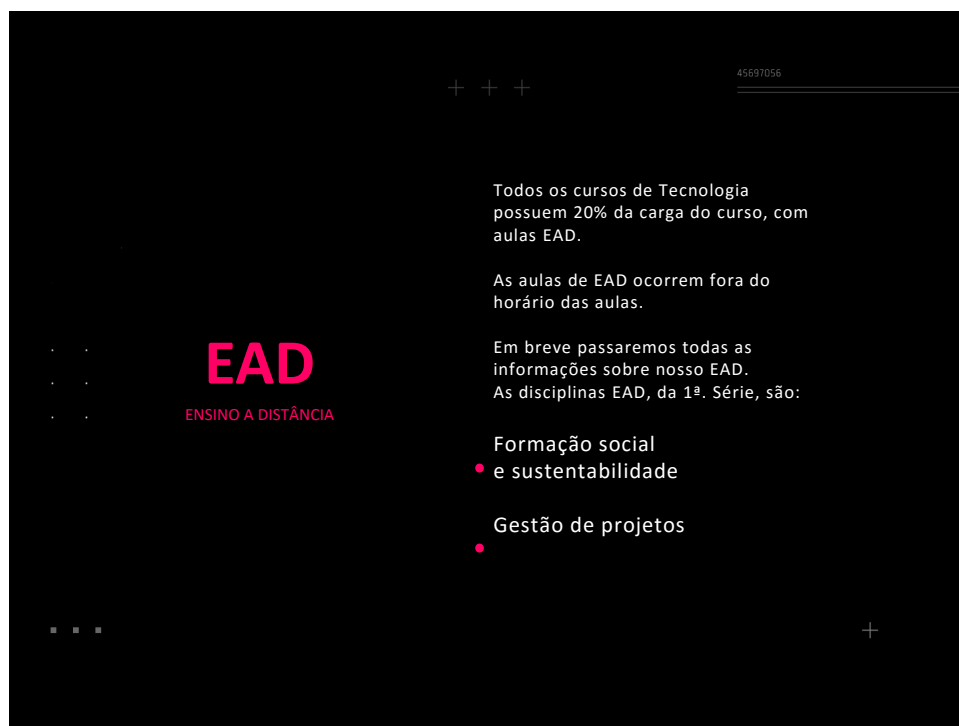 45697056
EAD
ENSINO A DISTÂNCIA
Todos os cursos de Tecnologia
possuem 20% da carga do curso, com
aulas EAD.
As aulas de EAD ocorrem fora do
horário das aulas.
Em breve passaremos todas as
informações sobre nosso EAD.
As disciplinas EAD, da 1ª. Série, são:
Formação social
e sustentabilidade
Gestão de projetos